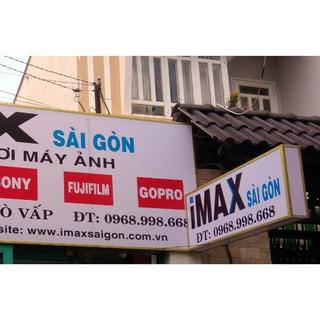 X SÀI GÒN
ƠI MÁY ẢNH
SONY FUJIFILM GOPRO
Ò VẤP ĐT: 0968.998.668
site: www.imaxsaigon.com.vn
iMAX SÀI GÒN
ĐT: 0968.998.668